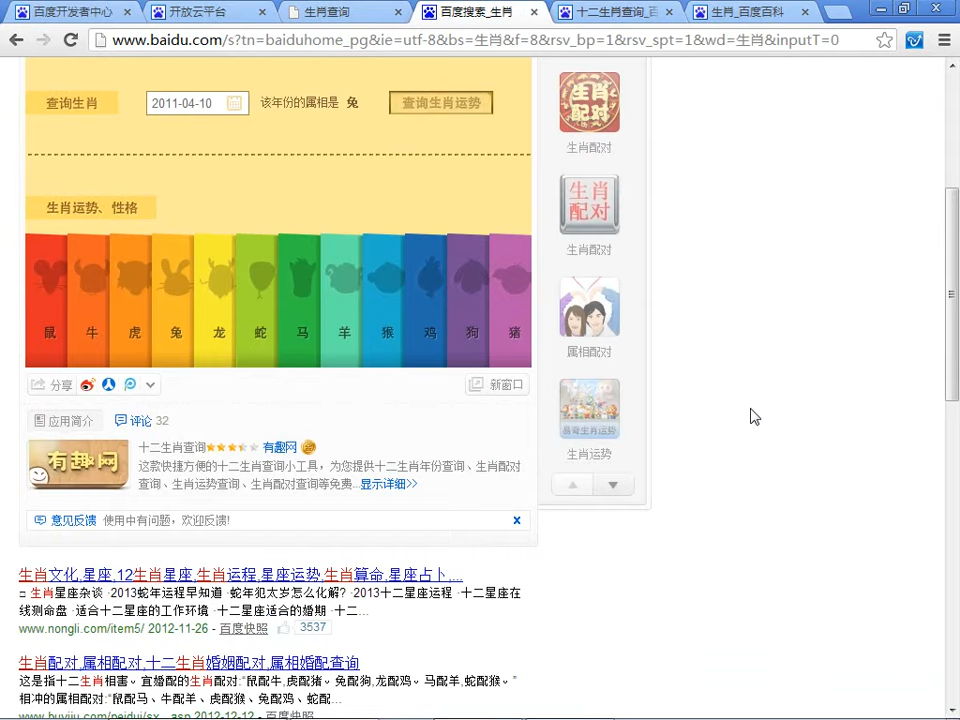 百度开发者中心
开放云平台
生肖查询
百度搜索_生肖
十二生肖查询_百
生肖_百度百科
www.baidu.com/s?tn=baiduhome_pg&ie=utf-8&bs=生肖&f=8&rsv_bp=1&rsv_spt=1&wd=生肖&inputT=0
查询生肖
2011-04-10
该年份的属相是 兔
查询生肖运势
生肖运势、性格
鼠 牛 虎 兔 龙 蛇 马 羊 猴 鸡 狗 猪
分享
新窗口
应用简介
评论 32
有趣网
十二生肖查询 有趣网
这款快捷方便的十二生肖查询小工具，为您提供十二生肖年份查询、生肖配对
查询、生肖运势查询、生肖配对查询等免费...显示详细>>
意见反馈 使用中有问题，欢迎反馈!
生肖配对
生肖配对
生肖配对
生肖配对
属相配对
易奇生肖运势
生肖运势
生肖文化,星座,12生肖星座,生肖运程,星座运势,生肖算命,星座占卜,...
□ 生肖星座杂谈 ·2013蛇年运程早知道 ·蛇年犯太岁怎么化解? ·2013十二星座运程 ·十二星座在
线测命盘 ·适合十二星座的工作环境 ·十二星座适合的婚期 ·十二...
www.nongli.com/item5/ 2012-11-26 - 百度快照 3537
生肖配对,属相配对,十二生肖婚姻配对,属相婚配查询
这是指十二生肖相害。宜婚配的生肖配对:“鼠配牛,虎配猪。兔配狗,龙配鸡。马配羊,蛇配猴。”
相冲的属相配对:“鼠配马、牛配羊、虎配猴、兔配鸡、蛇配...